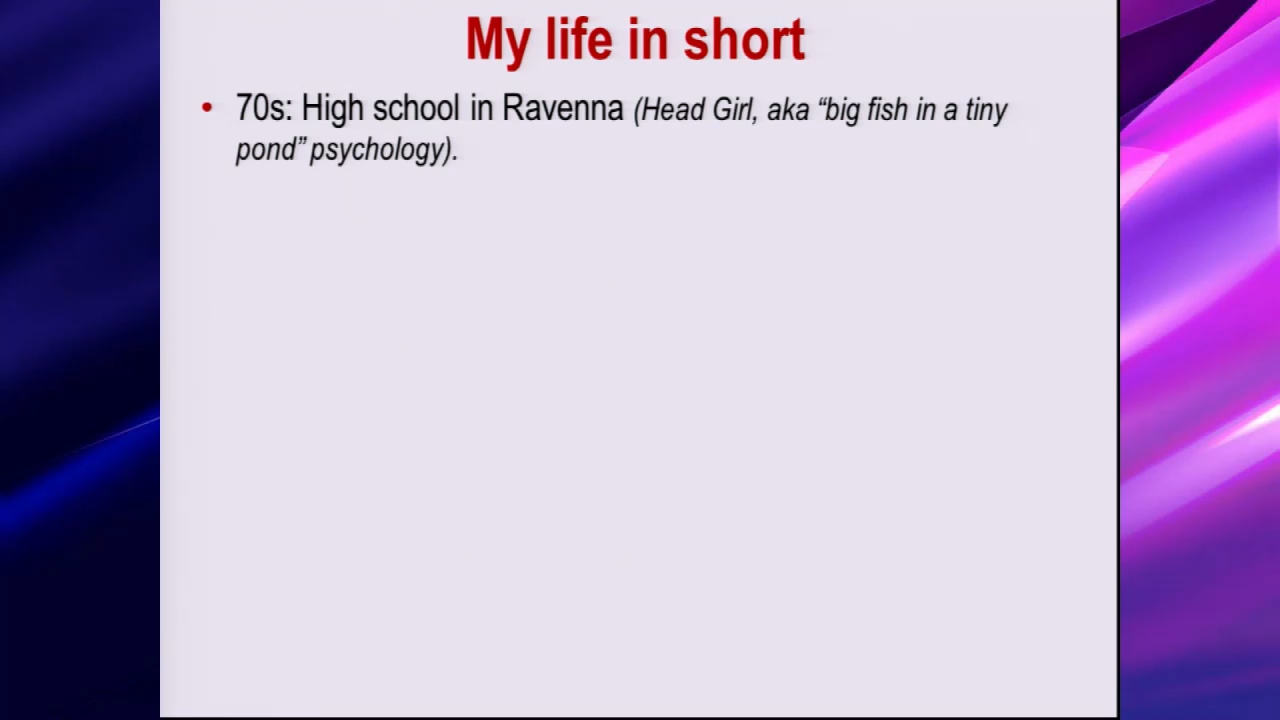 My life in short
• 70s: High school in Ravenna (Head Girl, aka “big fish in a tiny
pond” psychology).